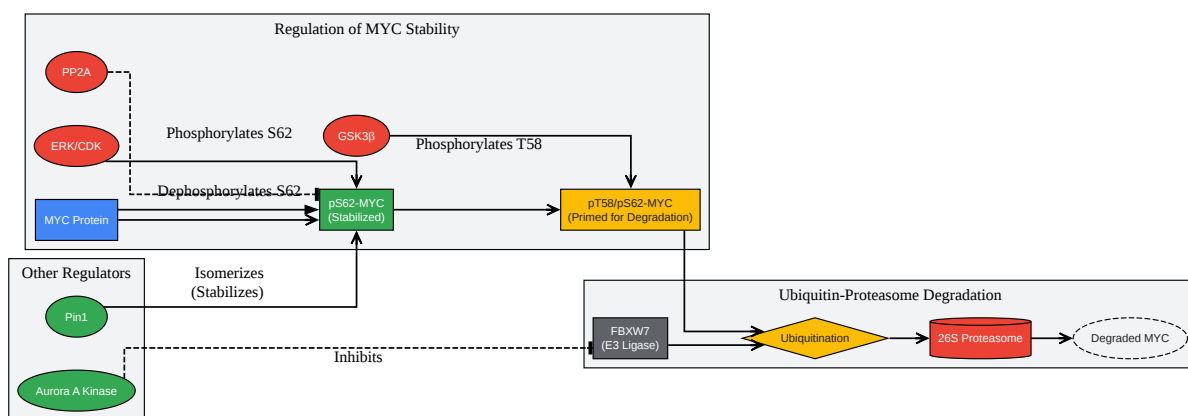 Regulation of MYC Stability
PP2A
Phosphorylates S62
ERK/CDK
GSK3β
Phosphorylates T58
Dephosphorylates S62
MYC Protein
pS62-MYC
(Stabilized)
pT58/pS62-MYC
(Primed for Degradation)
Other Regulators
Isomerizes
(Stabilizes)
Pin1
Aurora A Kinase
Inhibits
Ubiquitin-Proteasome Degradation
FBXW7
(E3 Ligase)
Ubiquitination
26S Proteasome
Degraded MYC